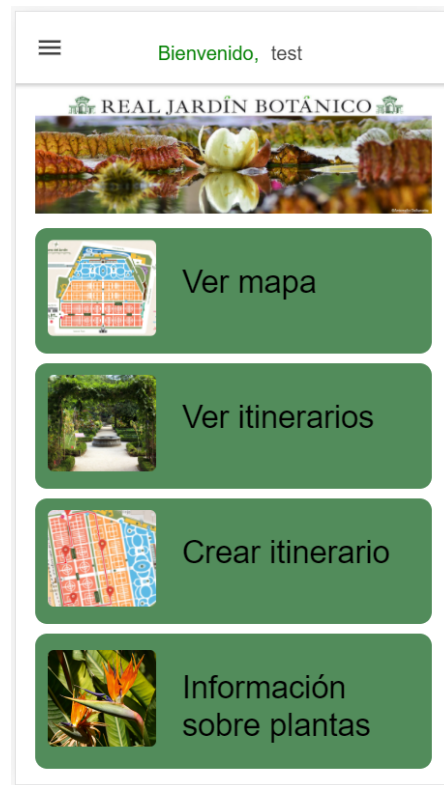 Bienvenido, test
REAL JARDÍN BOTÁNICO
Ver mapa
Ver itinerarios
Crear itinerario
Información
sobre plantas